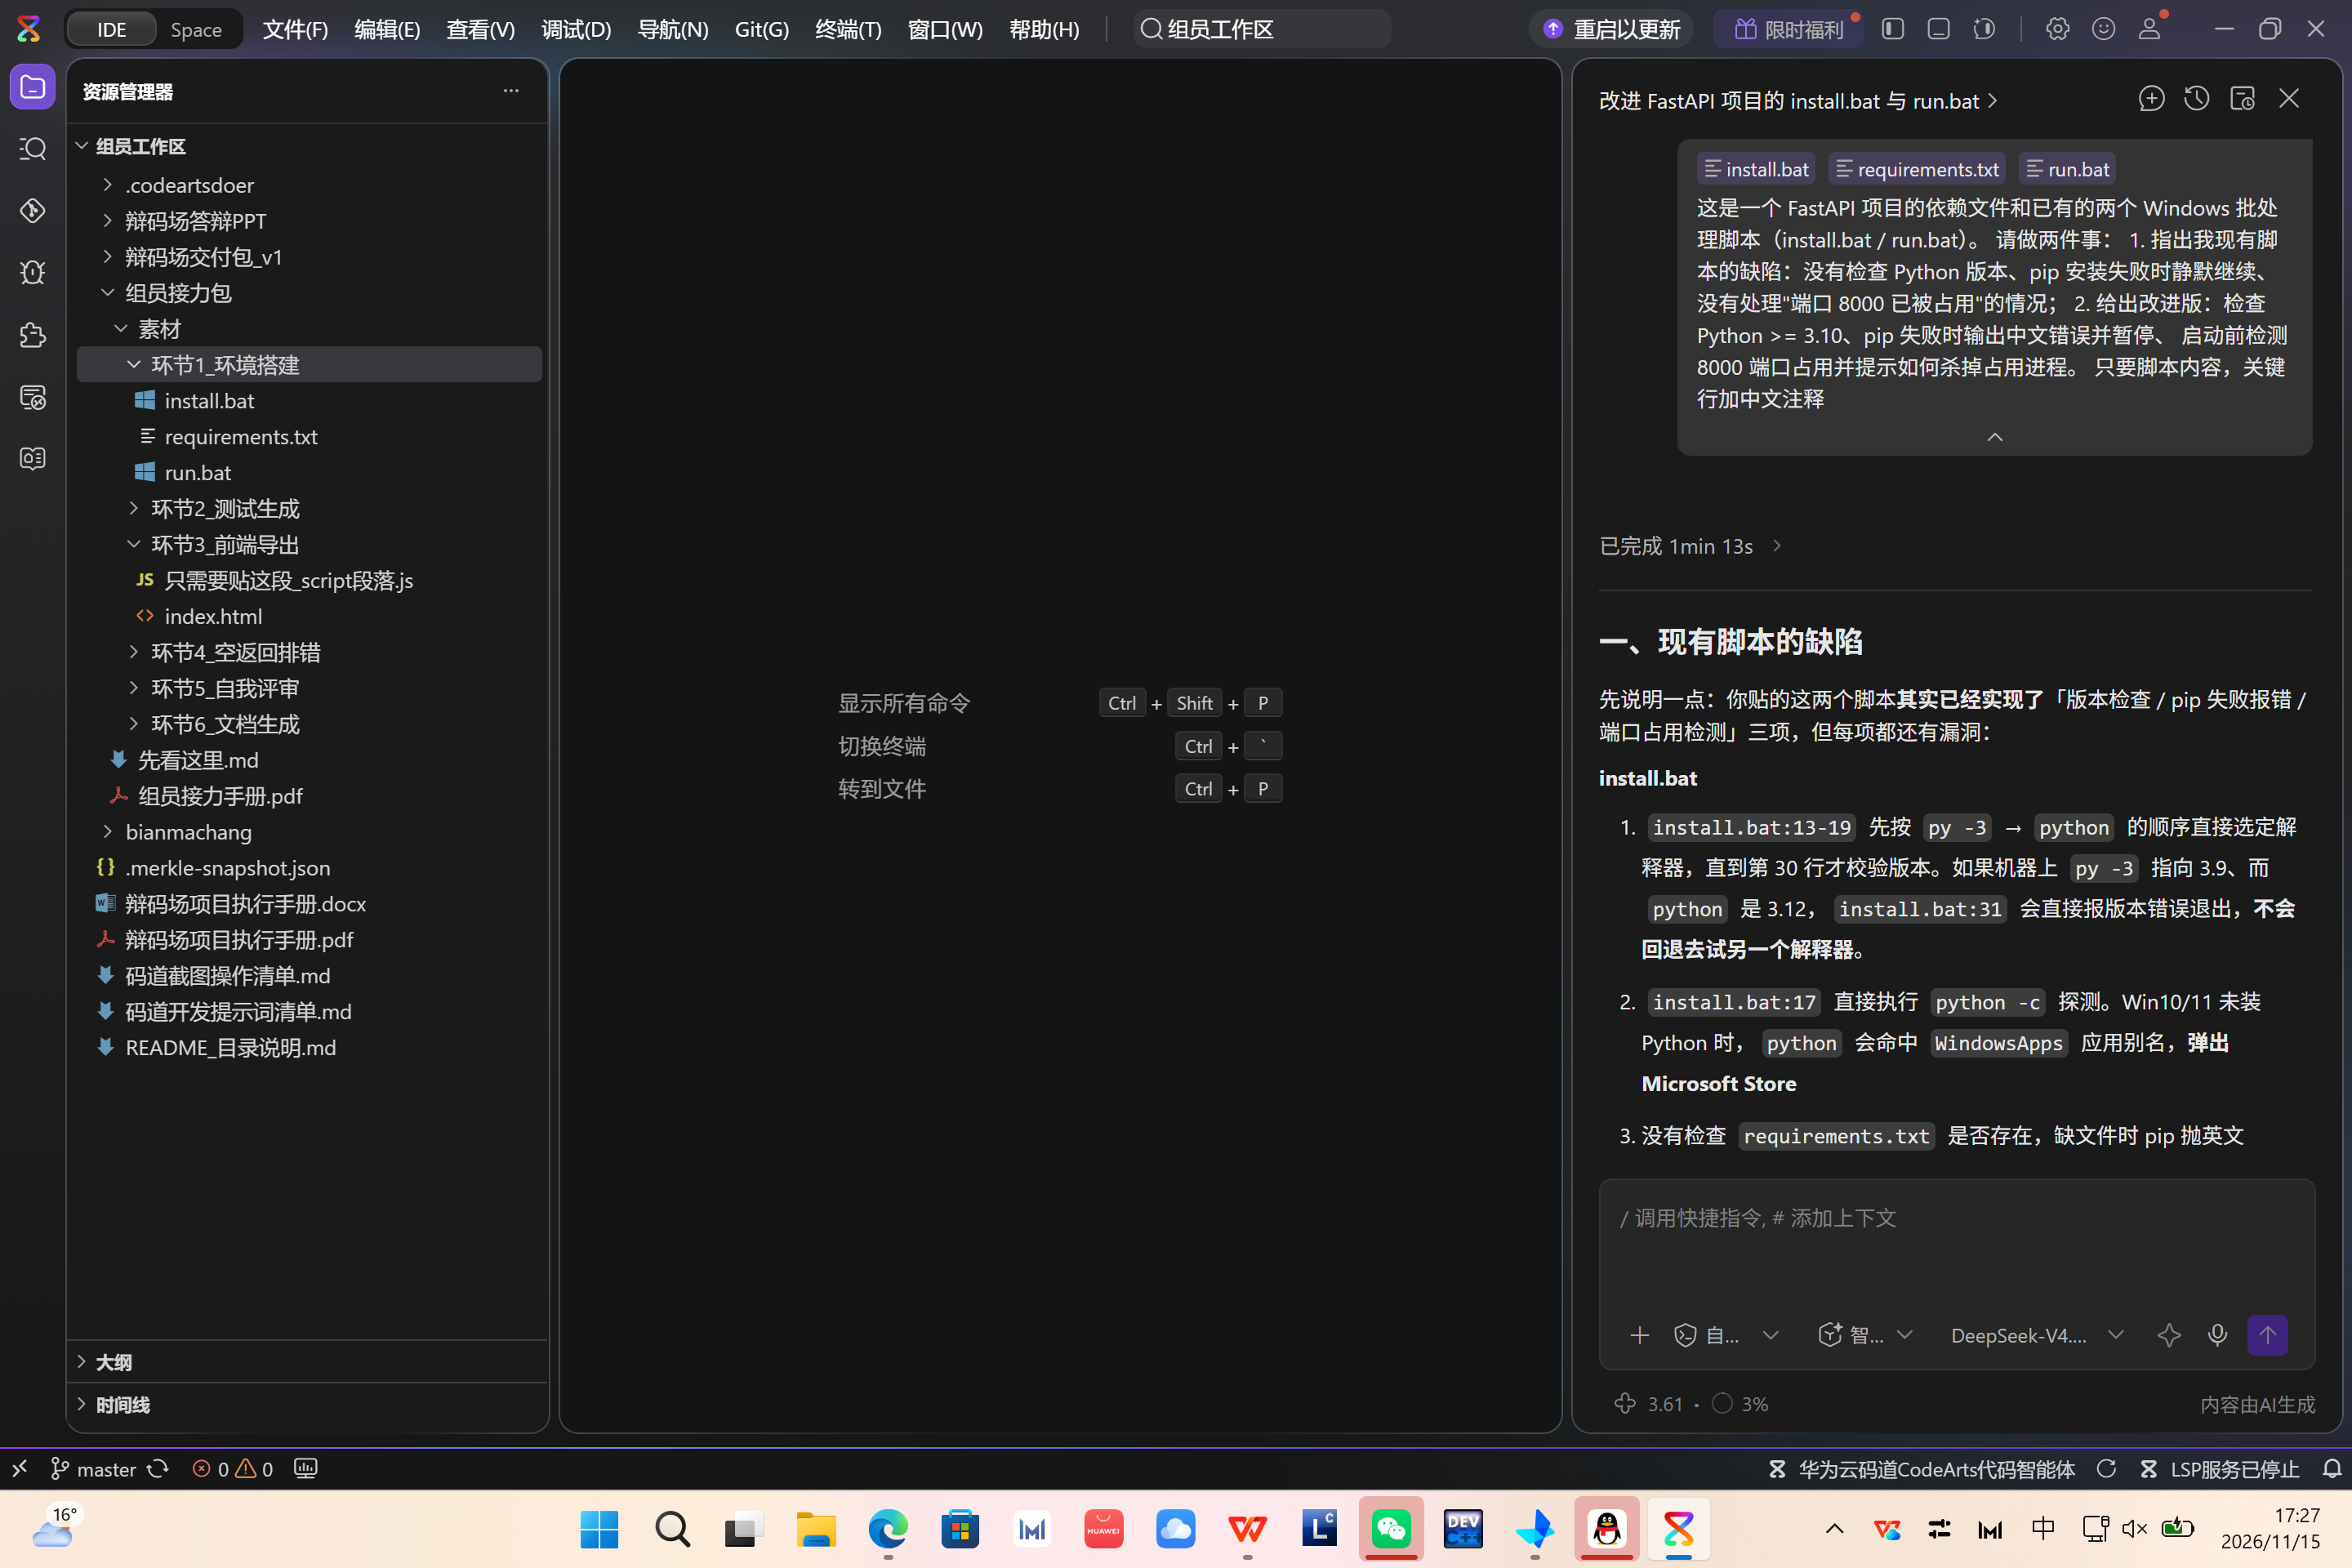 IDE Space 文件(F) 编辑(E) 查看(V) 调试(D) 导航(N) Git(G) 终端(T) 窗口(W) 帮助(H) 组员工作区 重启以更新 限时福利
资源管理器
组员工作区
.codeartsdoer
辩码场答辩PPT
辩码场交付包_v1
组员接力包
素材
环节1_环境搭建
install.bat
requirements.txt
run.bat
环节2_测试生成
环节3_前端导出
JS 只需要贴这段_script段落.js
index.html
环节4_空返回排错
环节5_自我评审
环节6_文档生成
先看这里.md
组员接力手册.pdf
bianmachang
.merkle-snapshot.json
辩码场项目执行手册.docx
辩码场项目执行手册.pdf
码道截图操作清单.md
码道开发提示词清单.md
README_目录说明.md
大纲
时间线
显示所有命令 Ctrl + Shift + P
切换终端 Ctrl + `
转到文件 Ctrl + P
改进 FastAPI 项目的 install.bat 与 run.bat
install.bat requirements.txt run.bat
这是一个 FastAPI 项目的依赖文件和已有的两个 Windows 批处
理脚本（install.bat / run.bat）。 请做两件事： 1. 指出我现有脚
本的缺陷：没有检查 Python 版本、pip 安装失败时静默继续、
没有处理"端口 8000 已被占用"的情况； 2. 给出改进版：检查
Python >= 3.10、pip 失败时输出中文错误并暂停、 启动前检测
8000 端口占用并提示如何杀掉占用进程。 只要脚本内容，关键
行加中文注释
已完成 1min 13s
一、现有脚本的缺陷
先说明一点：你贴的这两个脚本其实已经实现了「版本检查 / pip 失败报错 /
端口占用检测」三项，但每项都还有漏洞：
install.bat
1. install.bat:13-19 先按 py -3 → python 的顺序直接选定解
释器，直到第 30 行才校验版本。如果机器上 py -3 指向 3.9、而
python 是 3.12， install.bat:31 会直接报版本错误退出，不会
回退去试另一个解释器。
2. install.bat:17 直接执行 python -c 探测。Win10/11 未装
Python 时， python 会命中 WindowsApps 应用别名，弹出
Microsoft Store
3. 没有检查 requirements.txt 是否存在，缺文件时 pip 抛英文
/ 调用快捷指令, # 添加上下文
自... 智... DeepSeek-V4....
3.61 · 3% 内容由AI生成
master 0 0 华为云码道CodeArts代码智能体 LSP服务已停止
16° HUAWEI LC DEV C++ 中 17:27
2026/11/15